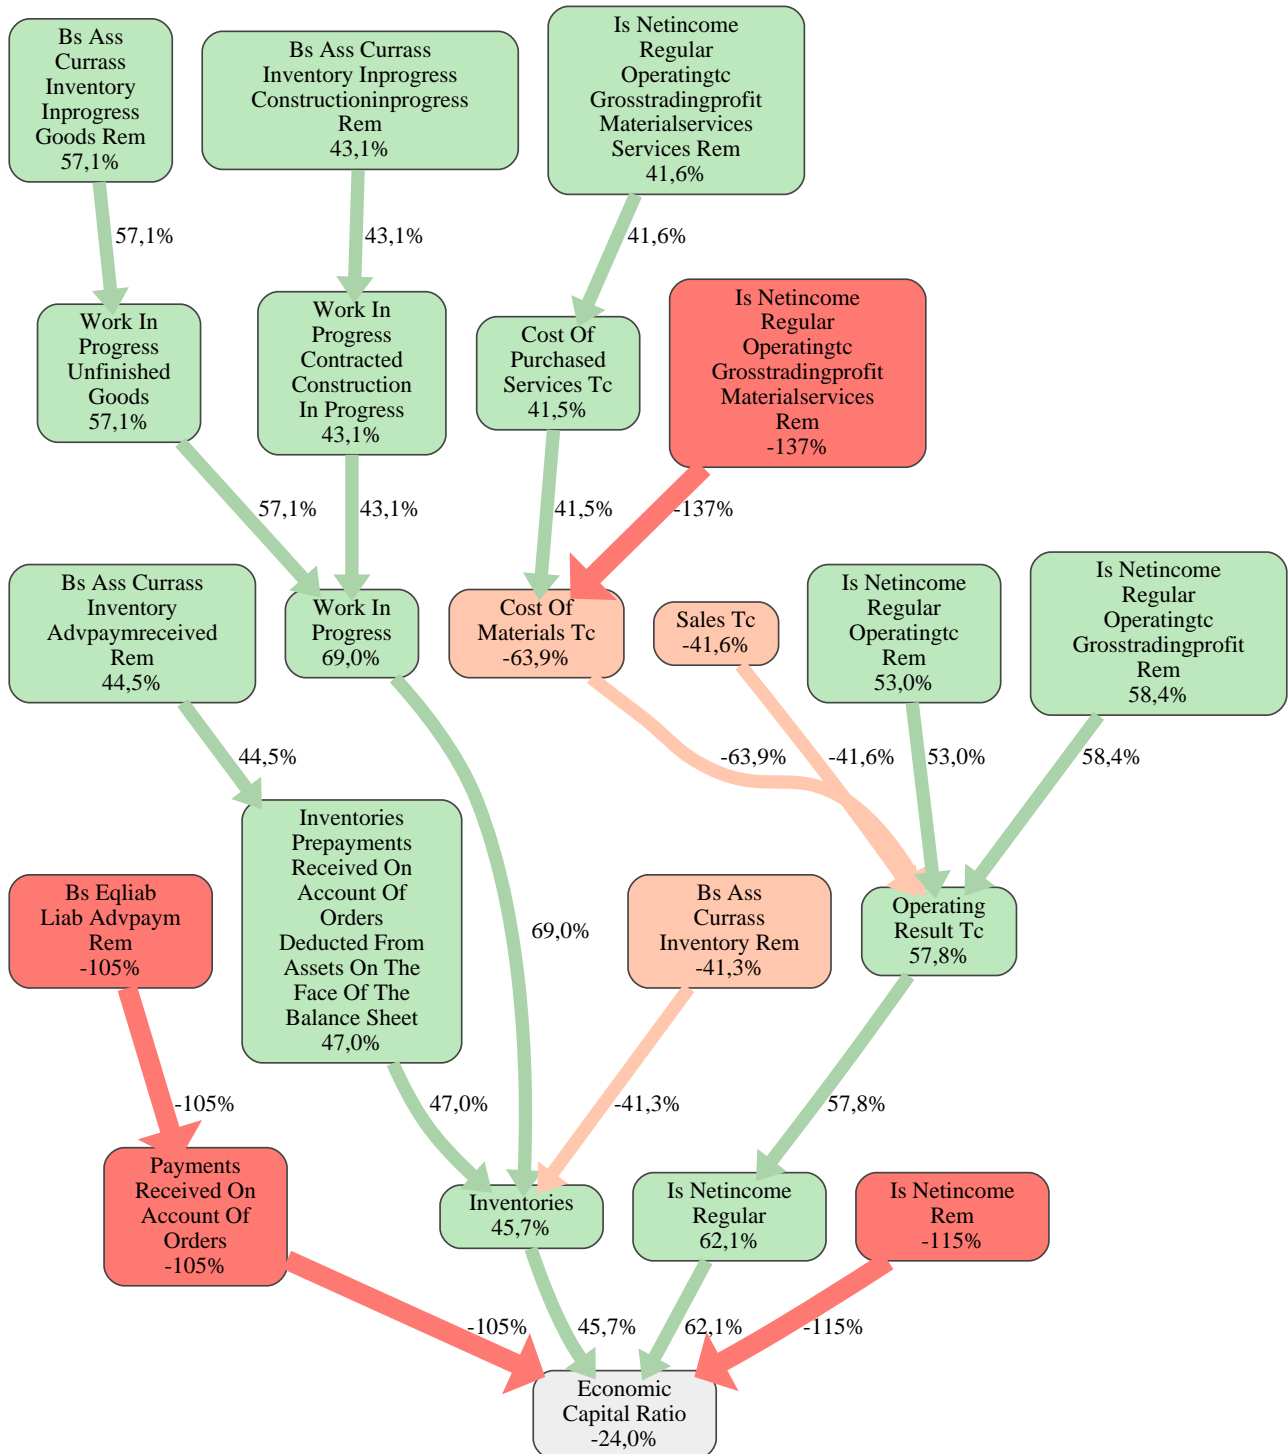 Bs Ass
Currass
Inventory
Inprogress
Goods Rem
57,1%
Bs Ass Currass
Inventory Inprogress
Constructioninprogress
Rem
43,1%
Is Netincome
Regular
Operatingtc
Grosstradingprofit
Materialservices
Services Rem
41,6%
57,1%
43,1%
41,6%
Work In
Progress
Unfinished
Goods
57,1%
Work In
Progress
Contracted
Construction
In Progress
43,1%
Cost Of
Purchased
Services Tc
41,5%
Is Netincome
Regular
Operatingtc
Grosstradingprofit
Materialservices
Rem
-137%
57,1%
43,1%
41,5%
-137%
Bs Ass Currass
Inventory
Advpaymreceived
Rem
44,5%
Work In
Progress
69,0%
Cost Of
Materials Tc
-63,9%
Sales Tc
-41,6%
Is Netincome
Regular
Operatingtc
Rem
53,0%
Is Netincome
Regular
Operatingtc
Grosstradingprofit
Rem
58,4%
44,5%
-63,9%
-41,6%
53,0%
58,4%
Bs Eqliab
Liab Advpaym
Rem
-105%
Inventories
Prepayments
Received On
Account Of
Orders
Deducted From
Assets On The
Face Of The
Balance Sheet
47,0%
69,0%
Bs Ass
Currass
Inventory Rem
-41,3%
Operating
Result Tc
57,8%
-105%
47,0%
-41,3%
57,8%
Payments
Received On
Account Of
Orders
-105%
Inventories
45,7%
Is Netincome
Regular
62,1%
Is Netincome
Rem
-115%
-105%
45,7%
62,1%
-115%
Economic
Capital Ratio
-24,0%